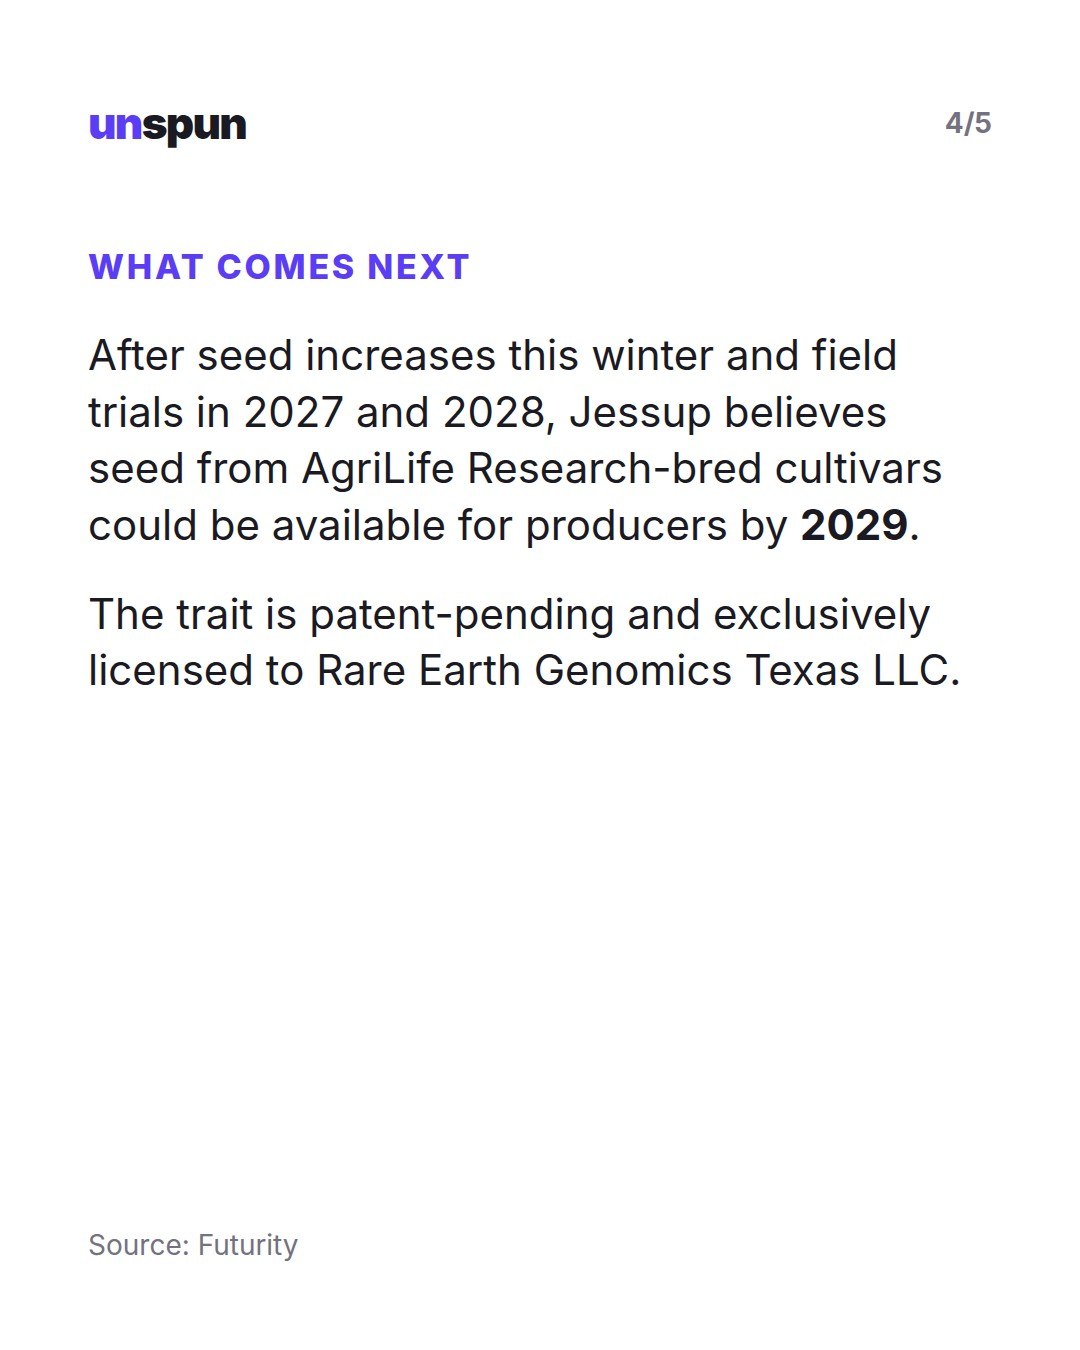 unspun
4/5
WHAT COMES NEXT
After seed increases this winter and field
trials in 2027 and 2028, Jessup believes
seed from AgriLife Research-bred cultivars
could be available for producers by 2029.
The trait is patent-pending and exclusively
licensed to Rare Earth Genomics Texas LLC.
Source: Futurity